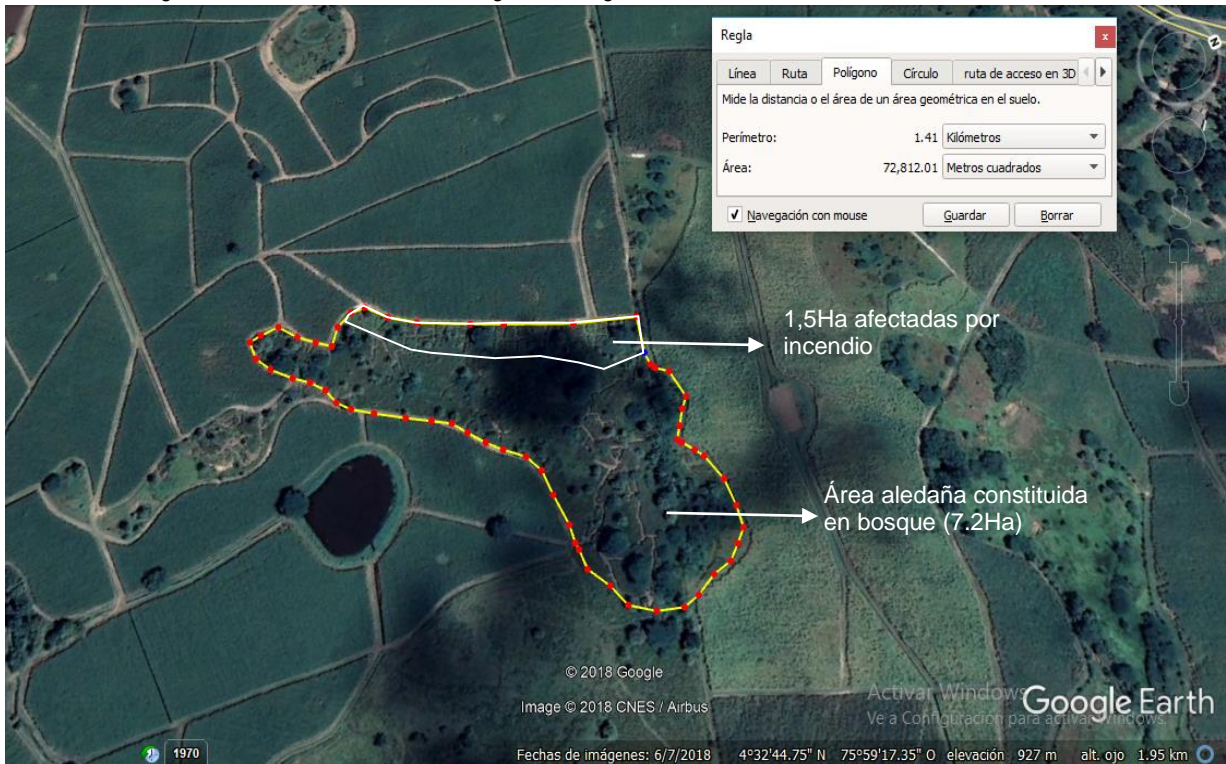 Regla
x
Línea Ruta Polígono Círculo ruta de acceso en 3D
Mide la distancia o el área de un área geométrica en el suelo.
Perímetro: 1.41 Kilómetros
Área: 72,812.01 Metros cuadrados
Navegación con mouse Guardar Borrar
N
1,5Ha afectadas por
incendio
Área aledaña constituida
en bosque (7.2Ha)
© 2018 Google
Image © 2018 CNES / Airbus
Activar Windows
Ve a Configuración para activar Windows.
Google Earth
1970
Fechas de imágenes: 6/7/2018 4°32'44.75" N 75°59'17.35" O elevación 927 m alt. ojo 1.95 km